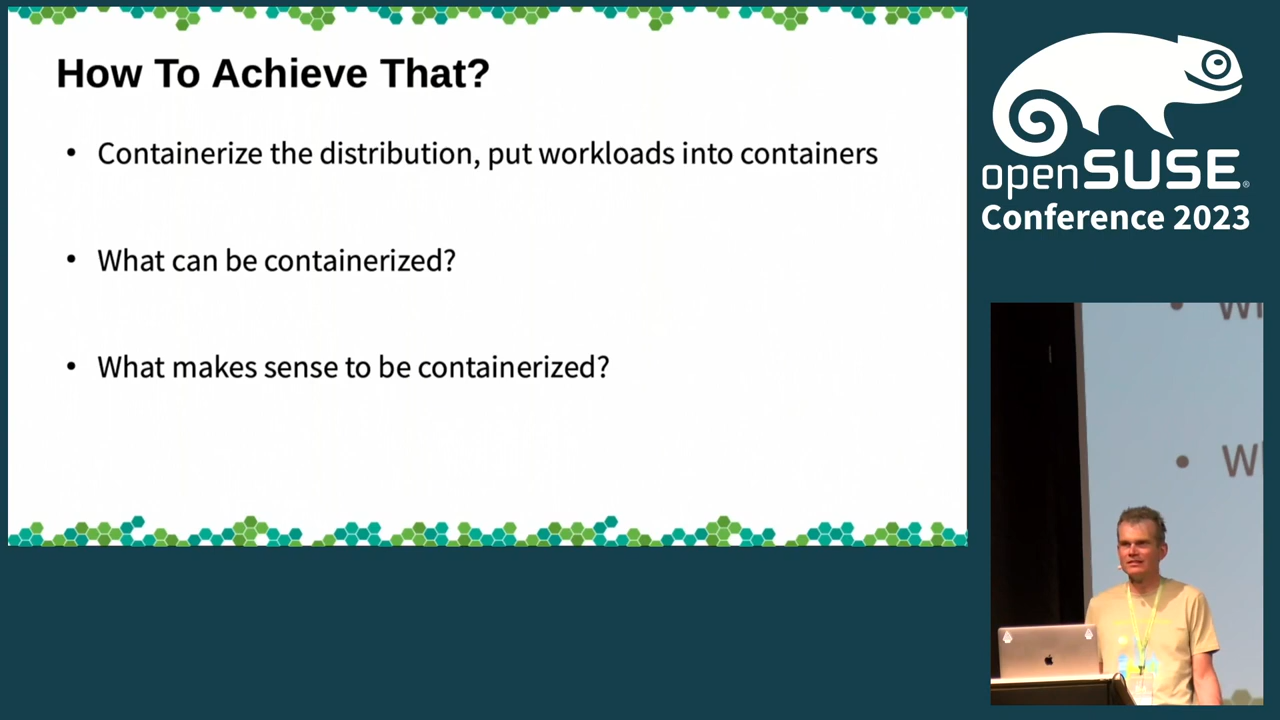 How To Achieve That?
• Containerize the distribution, put workloads into containers
• What can be containerized?
• What makes sense to be containerized?
openSUSE®
Conference 2023